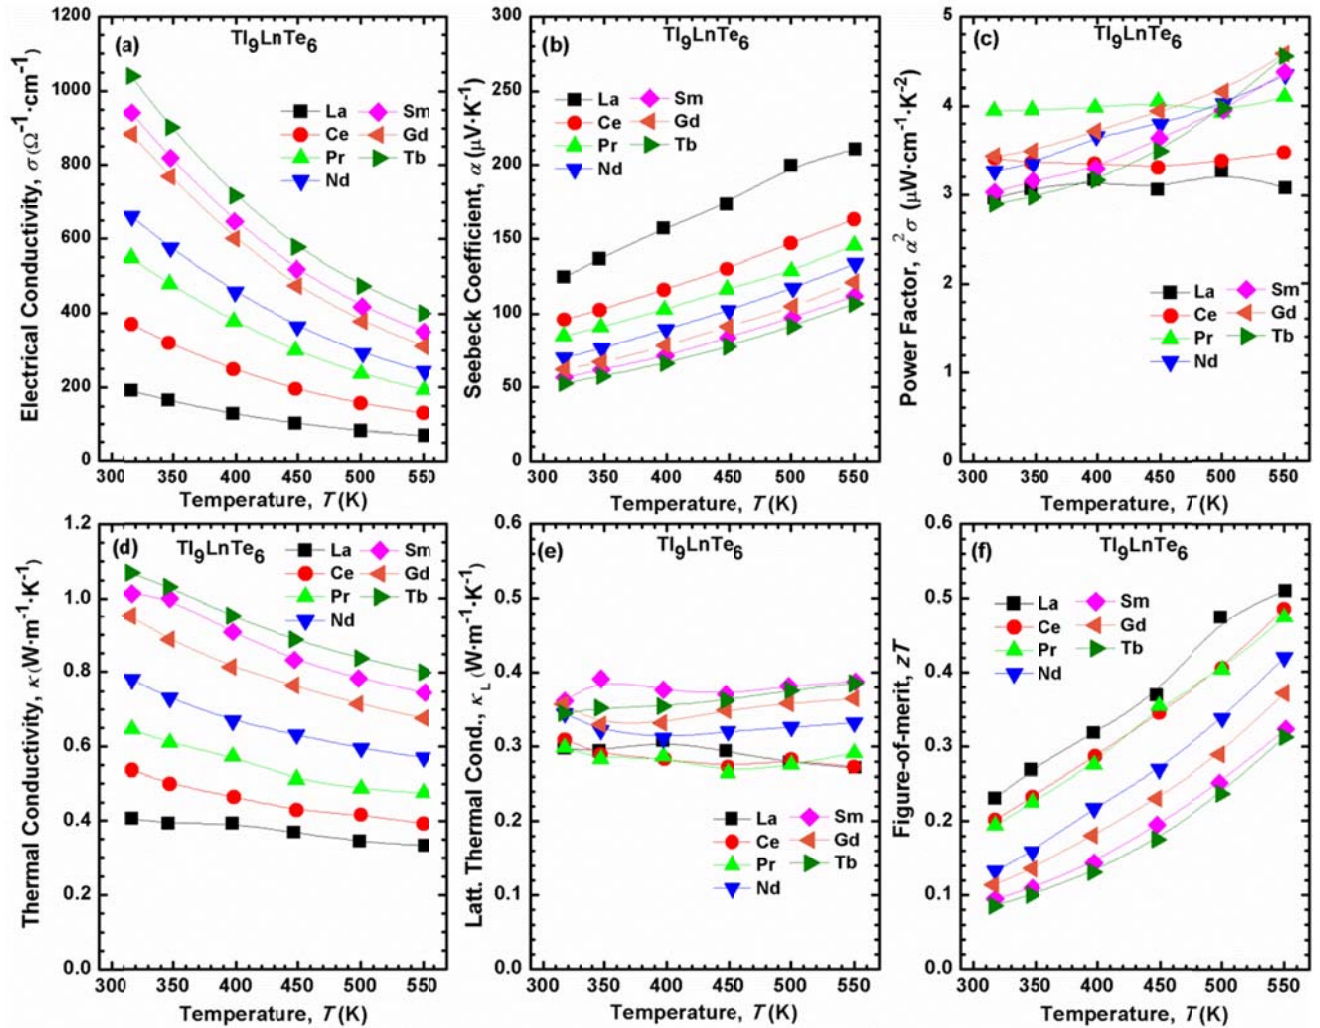 (a)
Tl9LnTe6
La
Ce
Pr
Nd
Sm
Gd
Tb
1200
1000
800
600
400
200
0
300
350
400
450
500
550
Electrical Conductivity, σ (Ω⁻¹·cm⁻¹)
Temperature, T (K)
(b)
Tl9LnTe6
La
Ce
Pr
Nd
Sm
Gd
Tb
300
250
200
150
100
50
0
300
350
400
450
500
550
Seebeck Coefficient, α (μV·K⁻¹)
Temperature, T (K)
(c)
Tl9LnTe6
La
Ce
Pr
Nd
Sm
Gd
Tb
5
4
3
2
1
0
300
350
400
450
500
550
Power Factor, α²σ (μW·cm⁻¹·K⁻²)
Temperature, T (K)
(d)
Tl9LnTe6
La
Ce
Pr
Nd
Sm
Gd
Tb
1.2
1.0
0.8
0.6
0.4
0.2
0.0
300
350
400
450
500
550
Thermal Conductivity, κ (W·m⁻¹·K⁻¹)
Temperature, T (K)
(e)
Tl9LnTe6
La
Ce
Pr
Nd
Sm
Gd
Tb
0.6
0.5
0.4
0.3
0.2
0.1
0.0
300
350
400
450
500
550
Latt. Thermal Cond., κL (W·m⁻¹·K⁻¹)
Temperature, T (K)
(f)
Tl9LnTe6
La
Ce
Pr
Nd
Sm
Gd
Tb
0.6
0.5
0.4
0.3
0.2
0.1
0.0
300
350
400
450
500
550
Figure-of-merit, zT
Temperature, T (K)